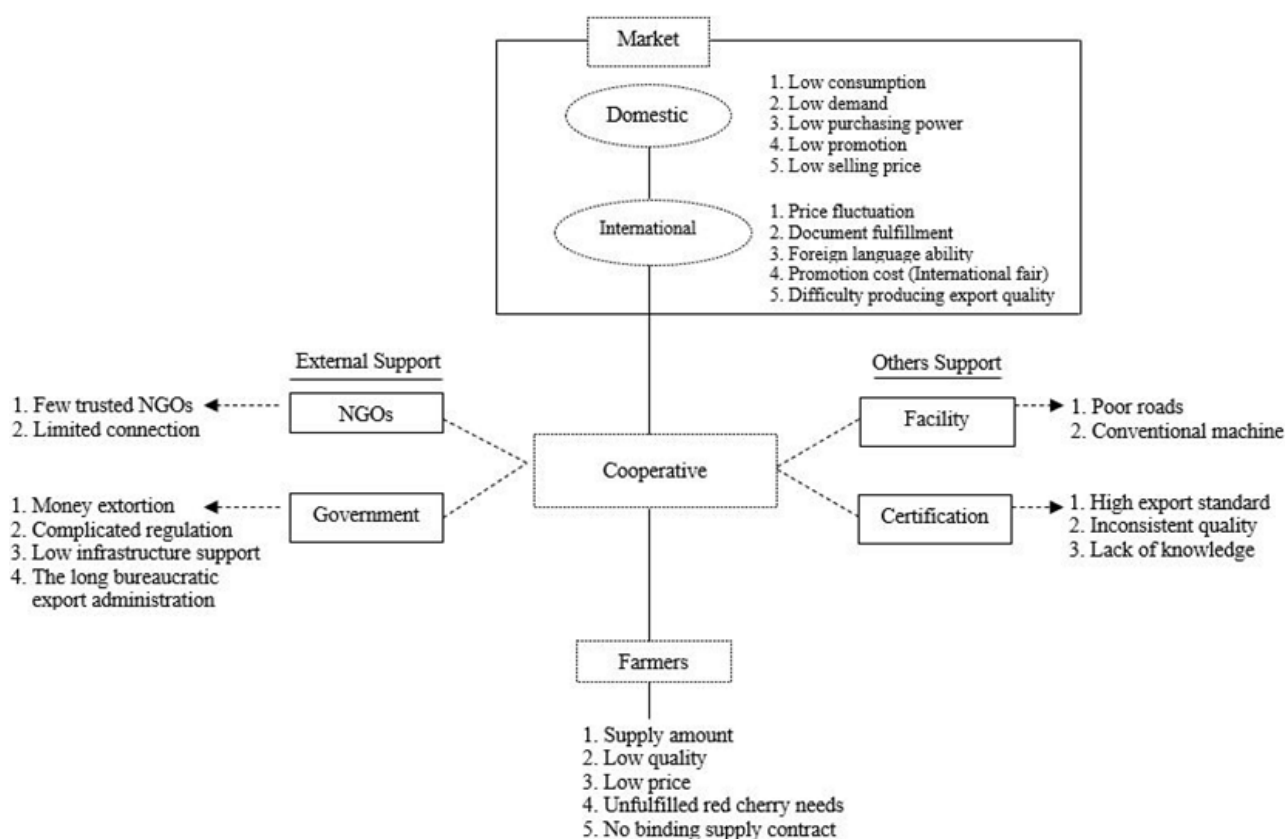 Market
Domestic
1. Low consumption
2. Low demand
3. Low purchasing power
4. Low promotion
5. Low selling price
International
1. Price fluctuation
2. Document fulfillment
3. Foreign language ability
4. Promotion cost (International fair)
5. Difficulty producing export quality
External Support
NGOs
1. Few trusted NGOs
2. Limited connection
Government
1. Money extortion
2. Complicated regulation
3. Low infrastructure support
4. The long bureaucratic
export administration
Cooperative
Others Support
Facility
1. Poor roads
2. Conventional machine
Certification
1. High export standard
2. Inconsistent quality
3. Lack of knowledge
Farmers
1. Supply amount
2. Low quality
3. Low price
4. Unfulfilled red cherry needs
5. No binding supply contract